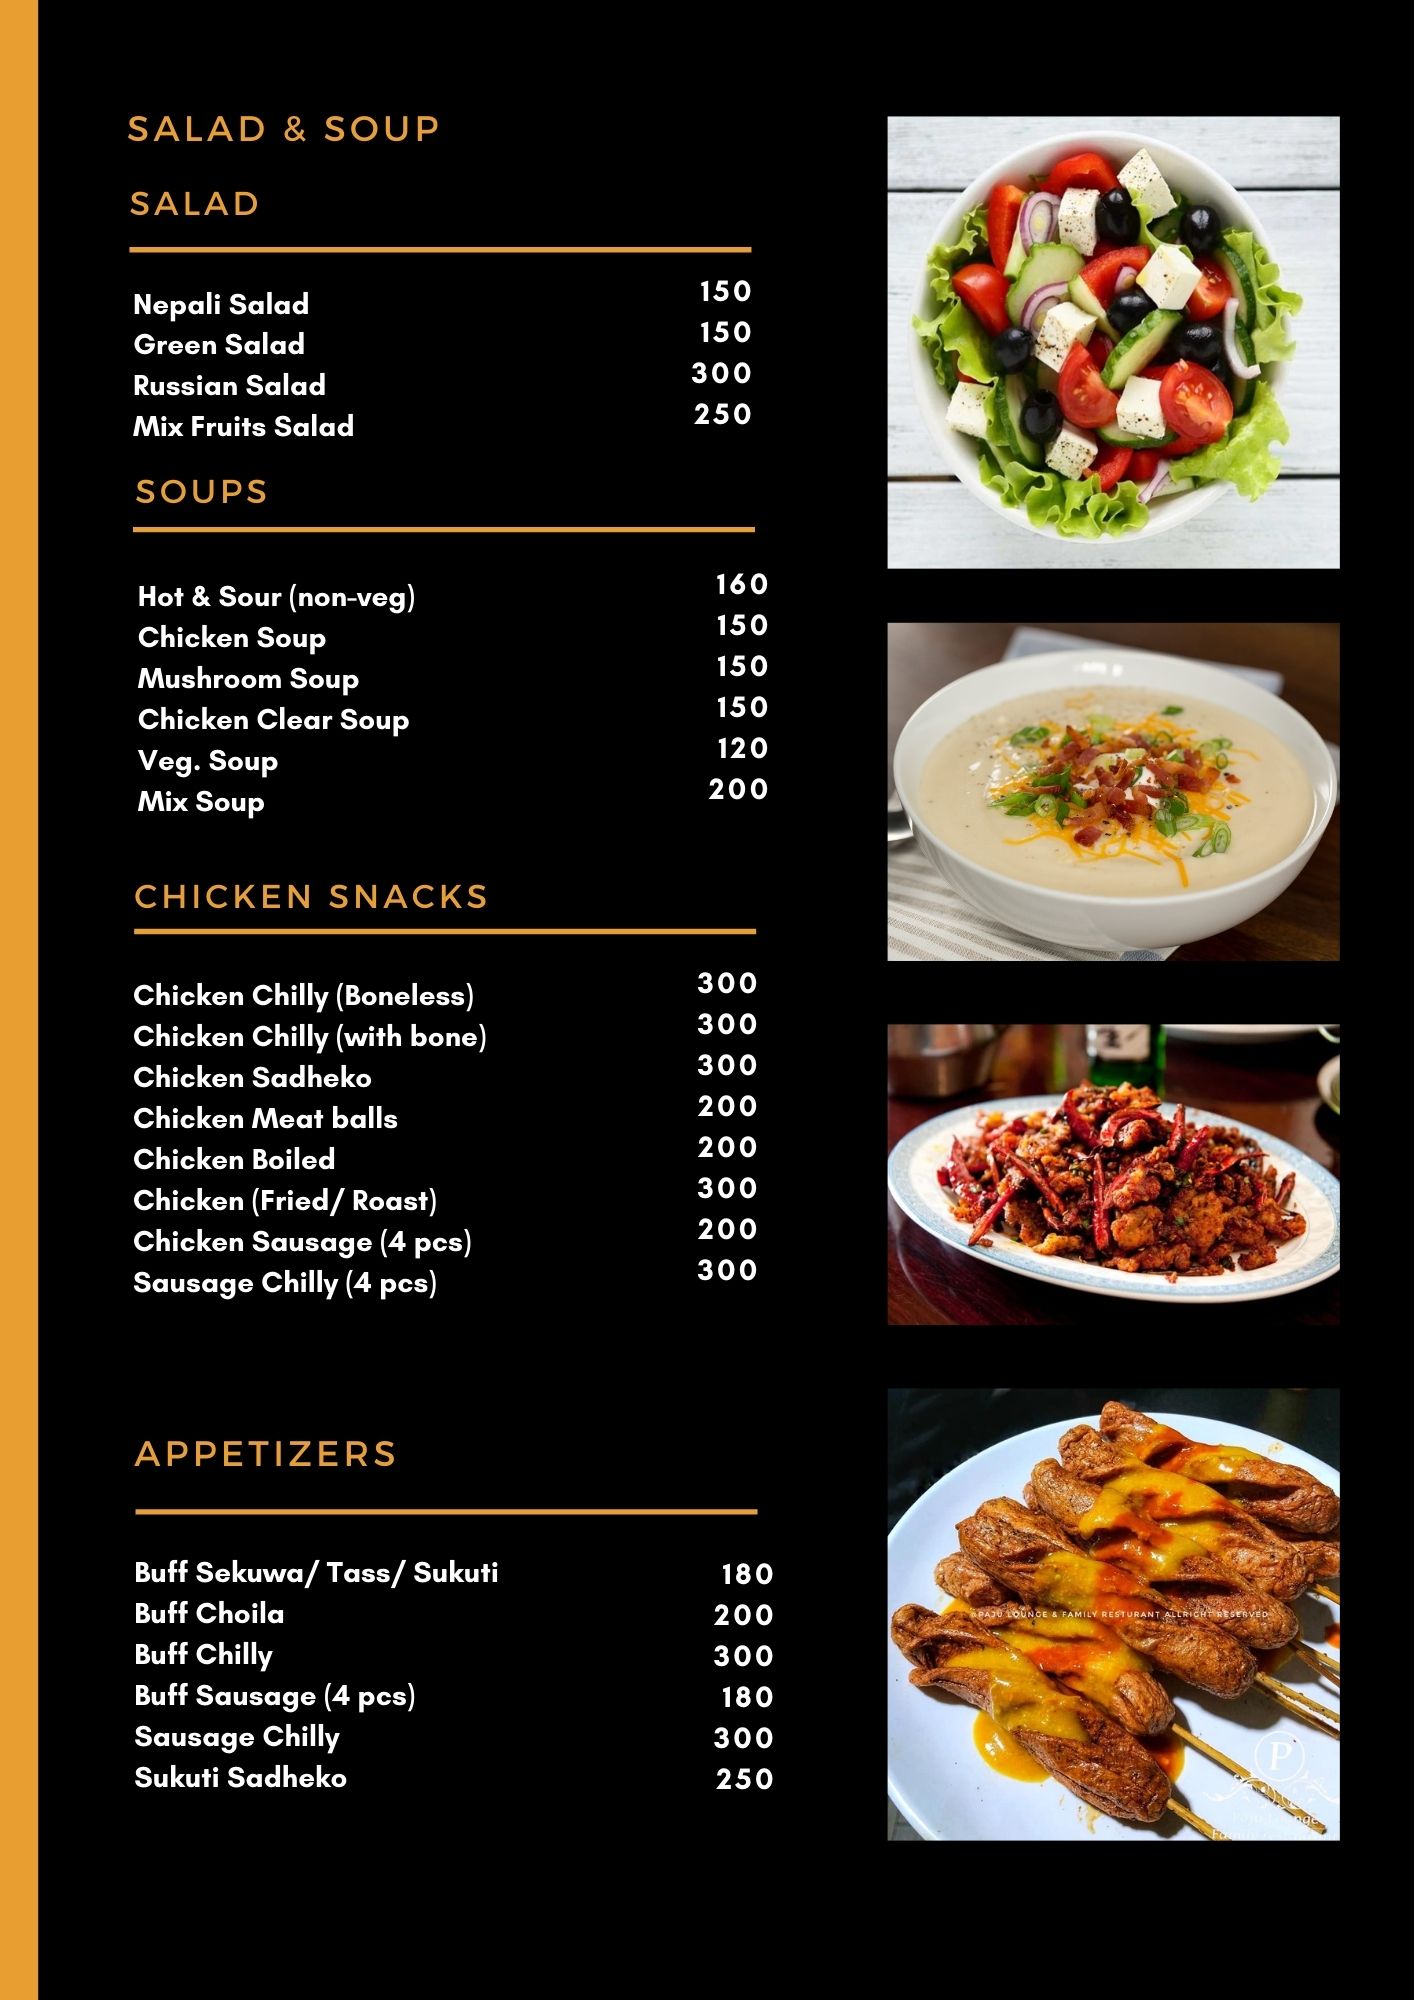 SALAD & SOUP
SALAD
Nepali Salad 150
Green Salad 150
Russian Salad 300
Mix Fruits Salad 250
SOUPS
Hot & Sour (non-veg) 160
Chicken Soup 150
Mushroom Soup 150
Chicken Clear Soup 150
Veg. Soup 120
Mix Soup 200
CHICKEN SNACKS
Chicken Chilly (Boneless) 300
Chicken Chilly (with bone) 300
Chicken Sadheko 300
Chicken Meat balls 200
Chicken Boiled 200
Chicken (Fried/ Roast) 300
Chicken Sausage (4 pcs) 200
Sausage Chilly (4 pcs) 300
APPETIZERS
Buff Sekuwa/ Tass/ Sukuti 180
Buff Choila 200
Buff Chilly 300
Buff Sausage (4 pcs) 180
Sausage Chilly 300
Sukuti Sadheko 250
@PAJU LOUNGE & FAMILY RESTURANT ALLRIGHT RESERVED
P
Paju Lounge